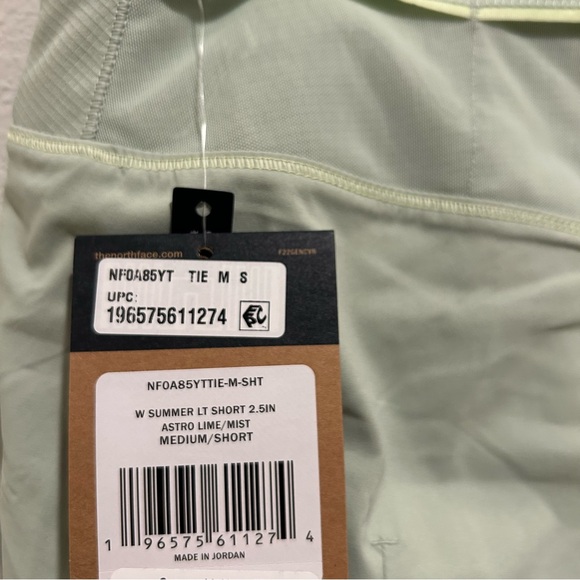 thenorthface.com F22GENCVR
NF0A85YT TIE M S
UPC:
196575611274
NF0A85YTTIE-M-SHT
W SUMMER LT SHORT 2.5IN
ASTRO LIME/MIST
MEDIUM/SHORT
1 96575 61127 4
MADE IN JORDAN